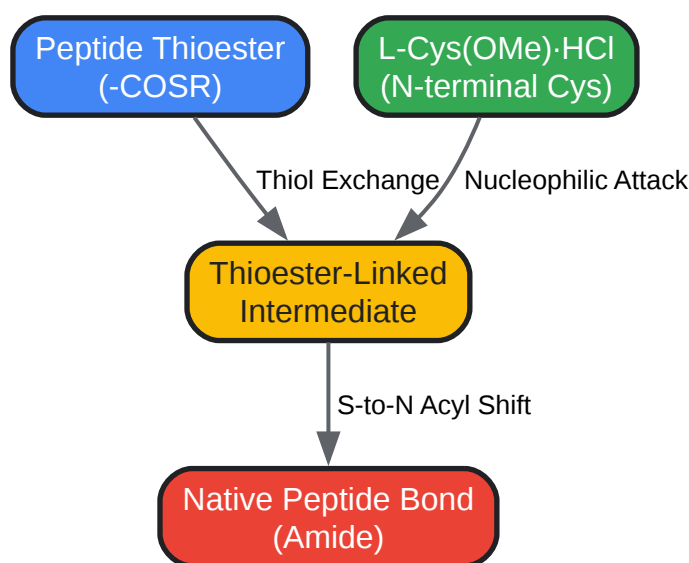 Peptide Thioester
(-COSR)
L-Cys(OMe)·HCl
(N-terminal Cys)
Thiol Exchange
Nucleophilic Attack
Thioester-Linked
Intermediate
S-to-N Acyl Shift
Native Peptide Bond
(Amide)